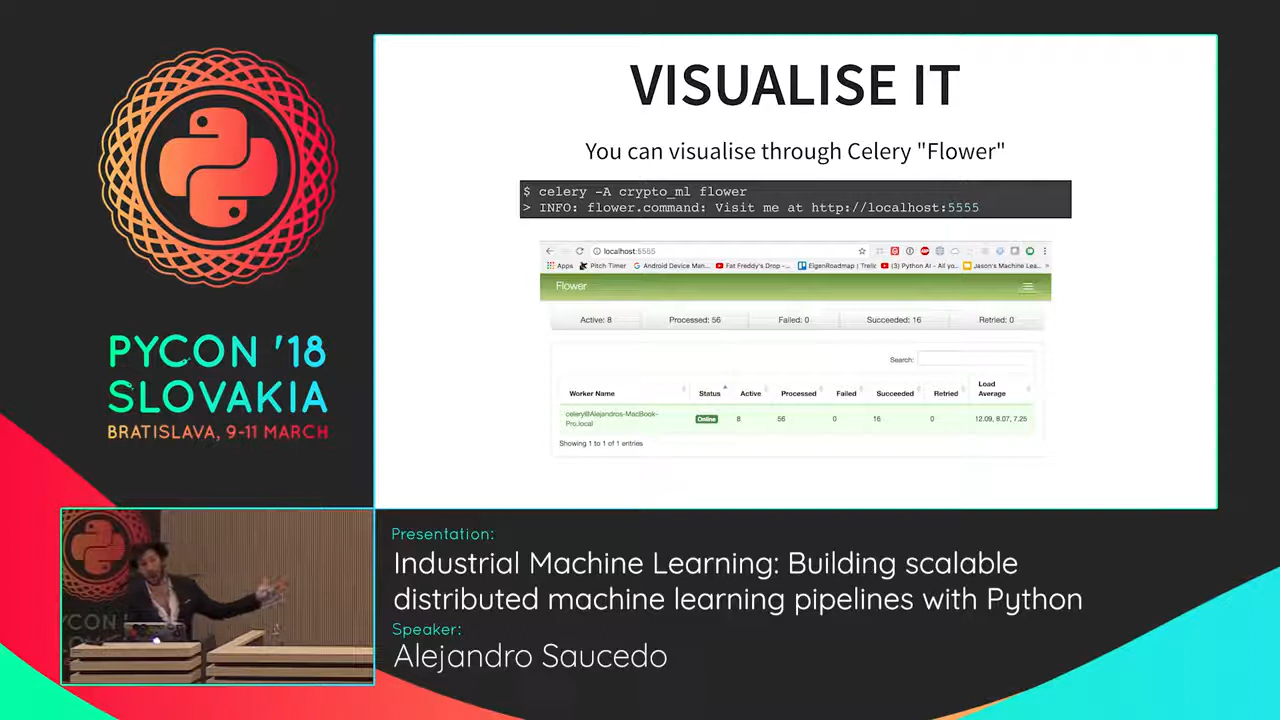 VISUALISE IT
You can visualise through Celery "Flower"
$ celery -A crypto_ml flower
> INFO: flower.command: Visit me at http://localhost:5555
localhost:5555
Apps Pitch Timer Android Device Man... Fat Freddy's Drop -... EigenRoadmap | Trello (3) Python AI - All yo... Jason's Machine Lea... »
Flower
Active: 8 Processed: 56 Failed: 0 Succeeded: 16 Retried: 0
Search:
Worker Name Status Active Processed Failed Succeeded Retried Load Average
celery@Alejandros-MacBook-
Pro.local
Online 8 56 0 16 0 12.09, 8.07, 7.25
Showing 1 to 1 of 1 entries
PYCON '18
SLOVAKIA
BRATISLAVA, 9-11 MARCH
Presentation:
Industrial Machine Learning: Building scalable
distributed machine learning pipelines with Python
Speaker:
Alejandro Saucedo